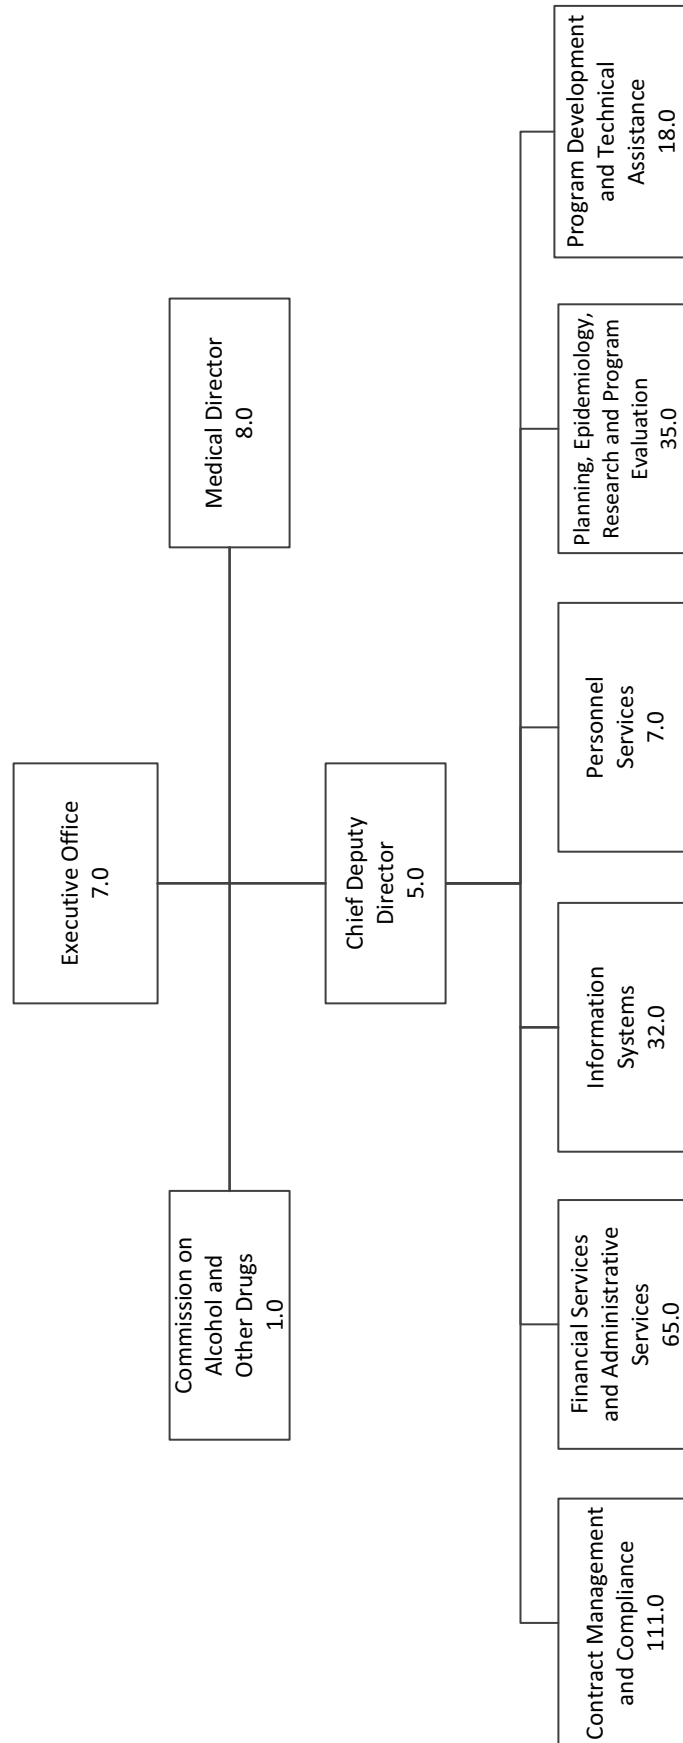 Executive Office
7.0
Commission on
Alcohol and
Other Drugs
1.0
Medical Director
8.0
Chief Deputy
Director
5.0
Contract Management
and Compliance
111.0
Financial Services
and Administrative
Services
65.0
Information
Systems
32.0
Personnel
Services
7.0
Planning, Epidemiology,
Research and Program
Evaluation
35.0
Program Development
and Technical
Assistance
18.0